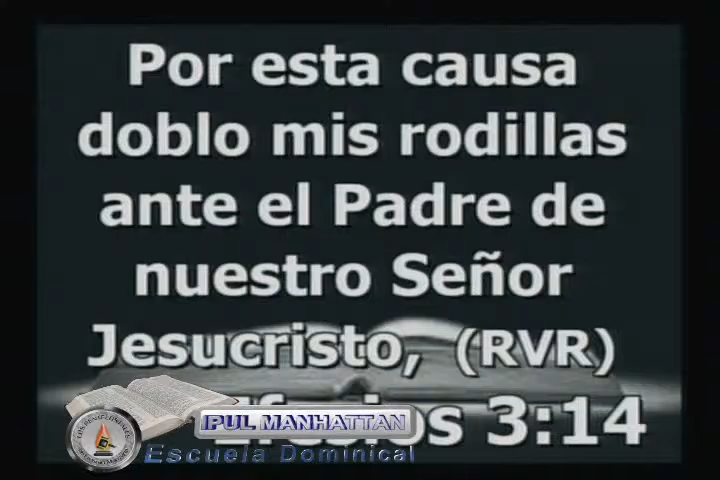 Por esta causa
doblo mis rodillas
ante el Padre de
nuestro Señor
Jesucristo, (RVR)
Efesios 3:14
IPUL MANHATTAN
Escuela Dominical